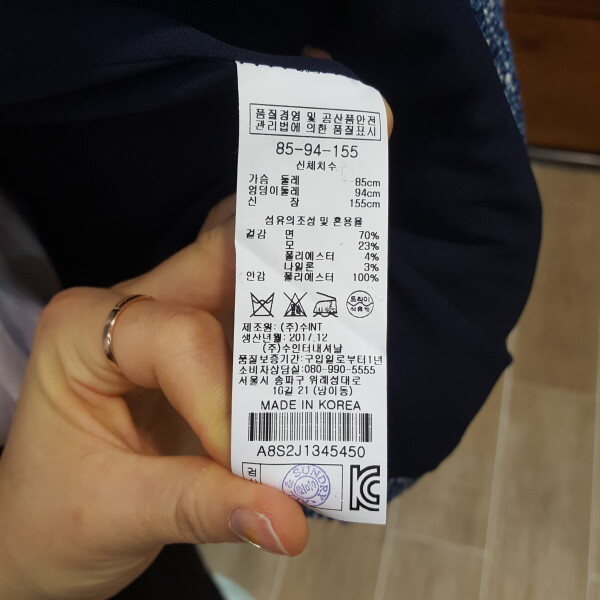 품질경영 및 공산품안전
관리법에 의한 품질표시
85-94-155
신체치수
가슴 둘레 85cm
엉덩이둘레 94cm
신 장 155cm
섬유의조성 및 혼용율
겉감 면 70%
모 23%
폴리에스터 4%
나일론 3%
안감 폴리에스터 100%
드라이
석유계
제조원: (주)수INT
생산년월: 2017.12
(주)수인터내셔날
품질보증기간: 구입일로부터1년
소비자상담실: 080-990-5555
서울시 송파구 위례성대로
16길 21 (방이동)
MADE IN KOREA
A8S2J1345450
SUNDRY